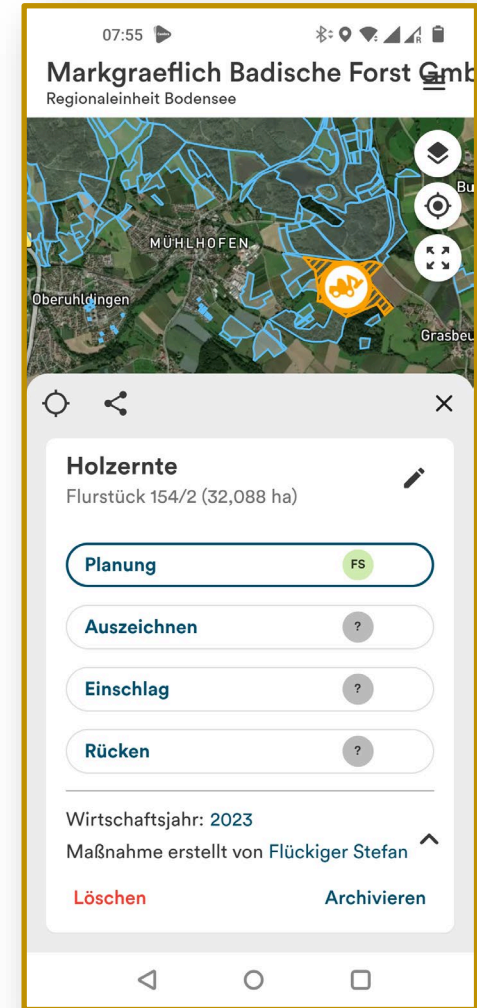 07:55
R
Markgraeflich Badische Forst Gmb
Regionaleinheit Bodensee
MÜHLHOFEN
Bu
Oberuhldingen
Grasbeu
Holzernte
Flurstück 154/2 (32,088 ha)
Planung FS
Auszeichnen ?
Einschlag ?
Rücken ?
Wirtschaftsjahr: 2023
Maßnahme erstellt von Flückiger Stefan
Löschen Archivieren